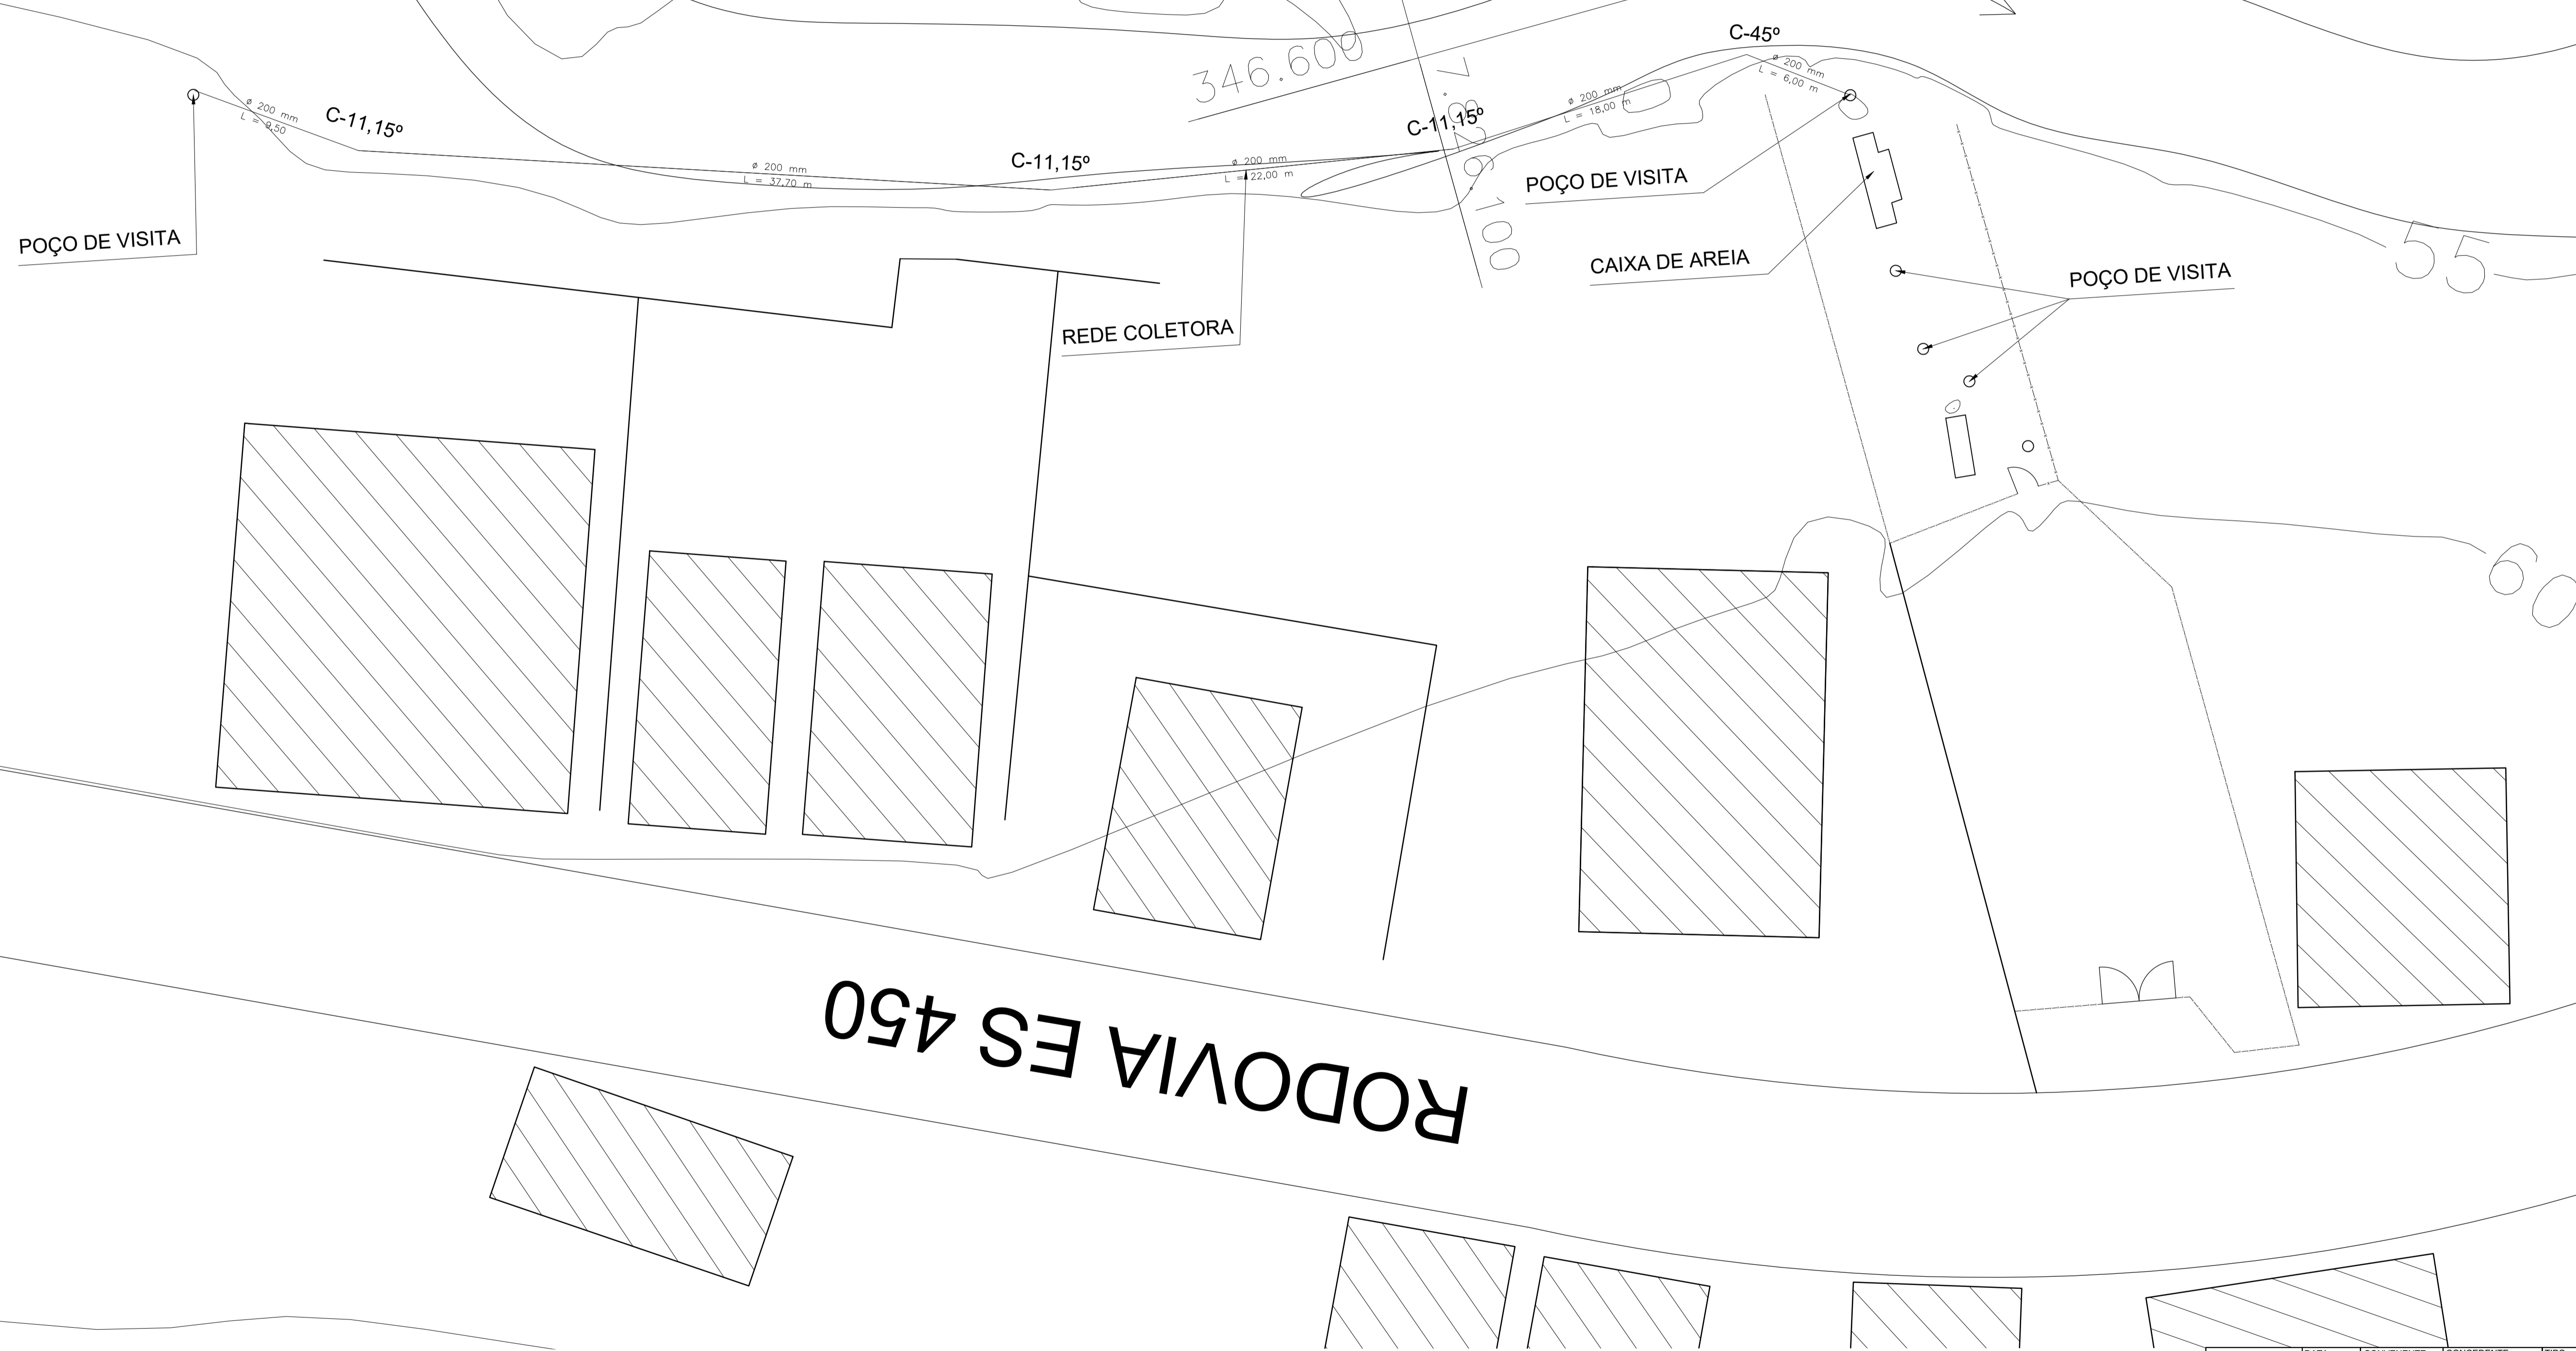 C-45º
ø 200 mm
L = 6,00 m
346.600
ø 200 mm
L = 18,00 m
C-11,15º
ø 200 mm
L = 9,50
C-11,15º
C-11,15º
ø 200 mm
L = 22,00 m
ø 200 mm
L = 37,70 m
POÇO DE VISITA
POÇO DE VISITA
CAIXA DE AREIA
POÇO DE VISITA
REDE COLETORA
55
60
RODOVIA ES 450